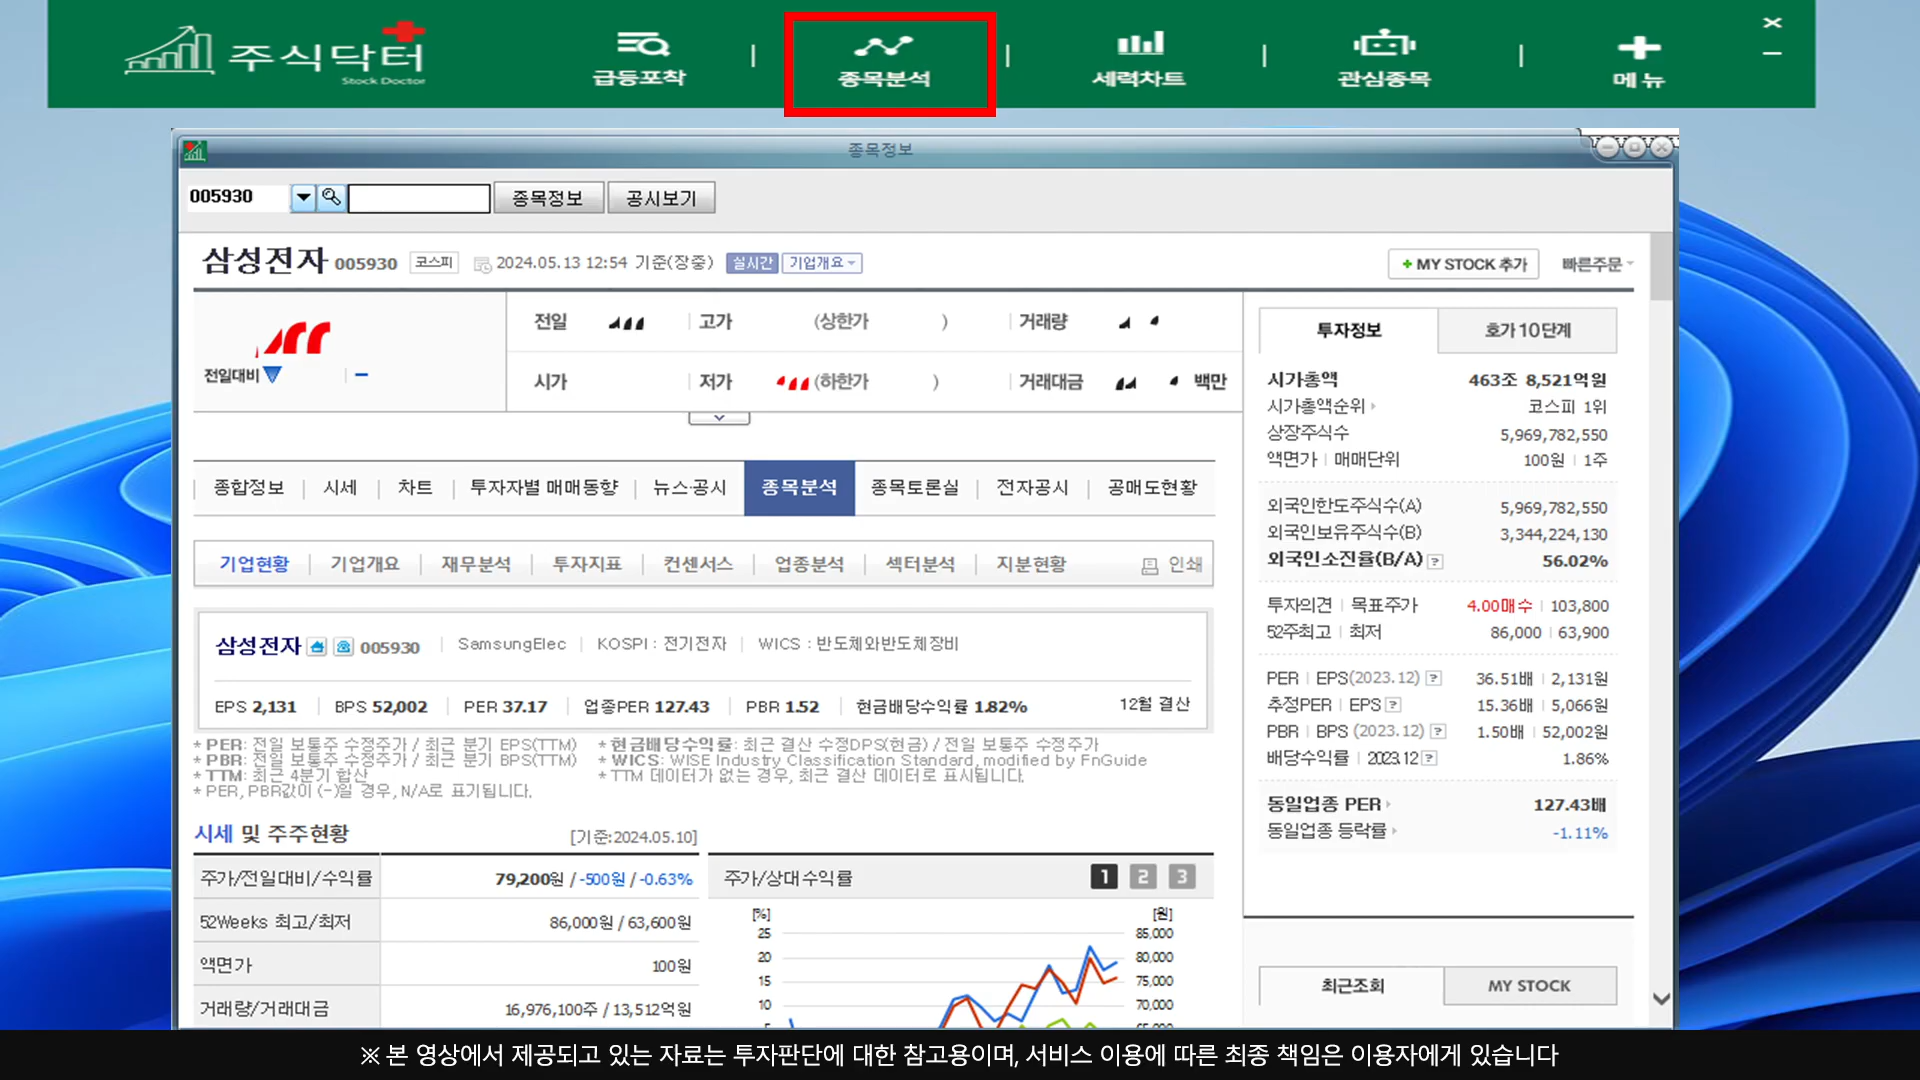 주식닥터
Stock Doctor
급등포착
종목분석
세력차트
관심종목
메뉴
종목정보
005930
종목정보
공시보기
삼성전자 005930 코스피 2024.05.13 12:54 기준(장중) 실시간 기업개요
+ MY STOCK 추가 빠른주문
전일대비
전일 고가 (상한가 ) 거래량
시가 저가 (하한가 ) 거래대금 백만
종합정보 시세 차트 투자자별 매매동향 뉴스·공시 종목분석 종목토론실 전자공시 공매도현황
기업현황 기업개요 재무분석 투자지표 컨센서스 업종분석 섹터분석 지분현황 인쇄
삼성전자 005930 SamsungElec KOSPI : 전기전자 WICS : 반도체와반도체장비
EPS 2,131 BPS 52,002 PER 37.17 업종PER 127.43 PBR 1.52 현금배당수익률 1.82% 12월 결산
* PER: 전일 보통주 수정주가 / 최근 분기 EPS(TTM)
* PBR: 전일 보통주 수정주가 / 최근 분기 BPS(TTM)
* TTM: 최근 4분기 합산
* PER, PBR값이 (-)일 경우, N/A로 표기됩니다.
* 현금배당수익률: 최근 결산 수정DPS(현금) / 전일 보통주 수정주가
* WICS: WISE Industry Classification Standard, modified by FnGuide
* TTM 데이터가 없는 경우, 최근 결산 데이터로 표시됩니다.
시세 및 주주현황 [기준:2024.05.10]
주가/전일대비/수익률 79,200원 / -500원 / -0.63%
52Weeks 최고/최저 86,000원 / 63,600원
액면가 100원
거래량/거래대금 16,976,100주 / 13,512억원
주가/상대수익률 1 2 3
[%] [원]
25 85,000
20 80,000
15 75,000
10 70,000
5 65,000
투자정보 호가 10단계
시가총액 463조 8,521억원
시가총액순위 코스피 1위
상장주식수 5,969,782,550
액면가 매매단위 100원 1주
외국인한도주식수(A) 5,969,782,550
외국인보유주식수(B) 3,344,224,130
외국인소진율(B/A) ? 56.02%
투자의견 목표주가 4.00매수 103,800
52주최고 최저 86,000 63,900
PER EPS(2023.12) ? 36.51배 2,131원
추정PER EPS ? 15.36배 5,066원
PBR BPS (2023.12) ? 1.50배 52,002원
배당수익률 2023.12 ? 1.86%
동일업종 PER 127.43배
동일업종 등락률 -1.11%
최근조회 MY STOCK
※ 본 영상에서 제공되고 있는 자료는 투자판단에 대한 참고용이며, 서비스 이용에 따른 최종 책임은 이용자에게 있습니다